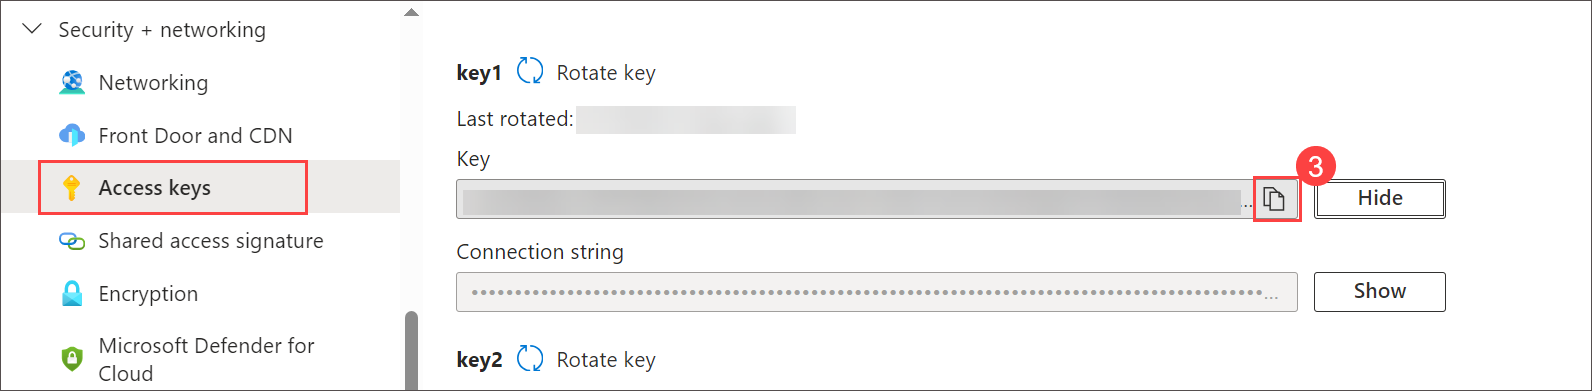 Security + networking
Networking
Front Door and CDN
Access keys
Shared access signature
Encryption
Microsoft Defender for
Cloud
key1 Rotate key
Last rotated:
Key
...
3
Hide
Connection string
Show
key2 Rotate key